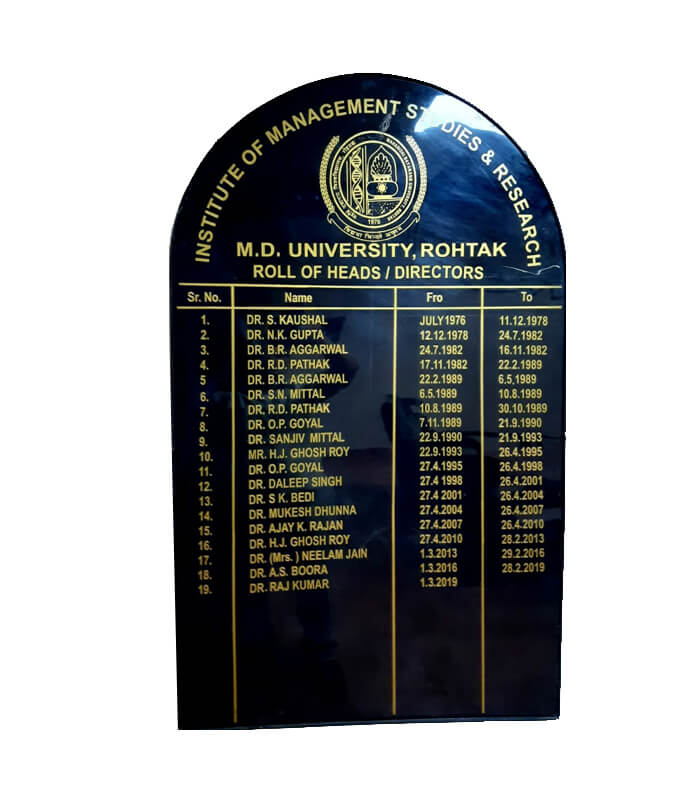 INSTITUTE OF MANAGEMENT STUDIES & RESEARCH
1976
M.D. UNIVERSITY, ROHTAK
ROLL OF HEADS / DIRECTORS
Sr. No. Name Fro To
1. DR. S. KAUSHAL JULY1976 11.12.1978
2. DR. N.K. GUPTA 12.12.1978 24.7.1982
3. DR. B.R. AGGARWAL 24.7.1982 16.11.1982
4. DR. R.D. PATHAK 17.11.1982 22.2.1989
5 DR. B.R. AGGARWAL 22.2.1989 6.5,1989
6. DR. S.N. MITTAL 6.5.1989 10.8.1989
7. DR. R.D. PATHAK 10.8.1989 30.10.1989
8. DR. O.P. GOYAL 7.11.1989 21.9.1990
9. DR. SANJIV MITTAL 22.9.1990 21.9.1993
10. MR. H.J. GHOSH ROY 22.9.1993 26.4.1995
11. DR. O.P. GOYAL 27.4.1995 26.4.1998
12. DR. DALEEP SINGH 27.4 1998 26.4.2001
13. DR. S K. BEDI 27.4 2001 26.4.2004
14. DR. MUKESH DHUNNA 27.4.2004 26.4.2007
15. DR. AJAY K. RAJAN 27.4.2007 26.4.2010
16. DR. H.J. GHOSH ROY 27.4.2010 28.2.2013
17. DR. (Mrs. ) NEELAM JAIN 1.3.2013 29.2.2016
18. DR. A.S. BOORA 1.3.2016 28.2.2019
19. DR. RAJ KUMAR 1.3.2019